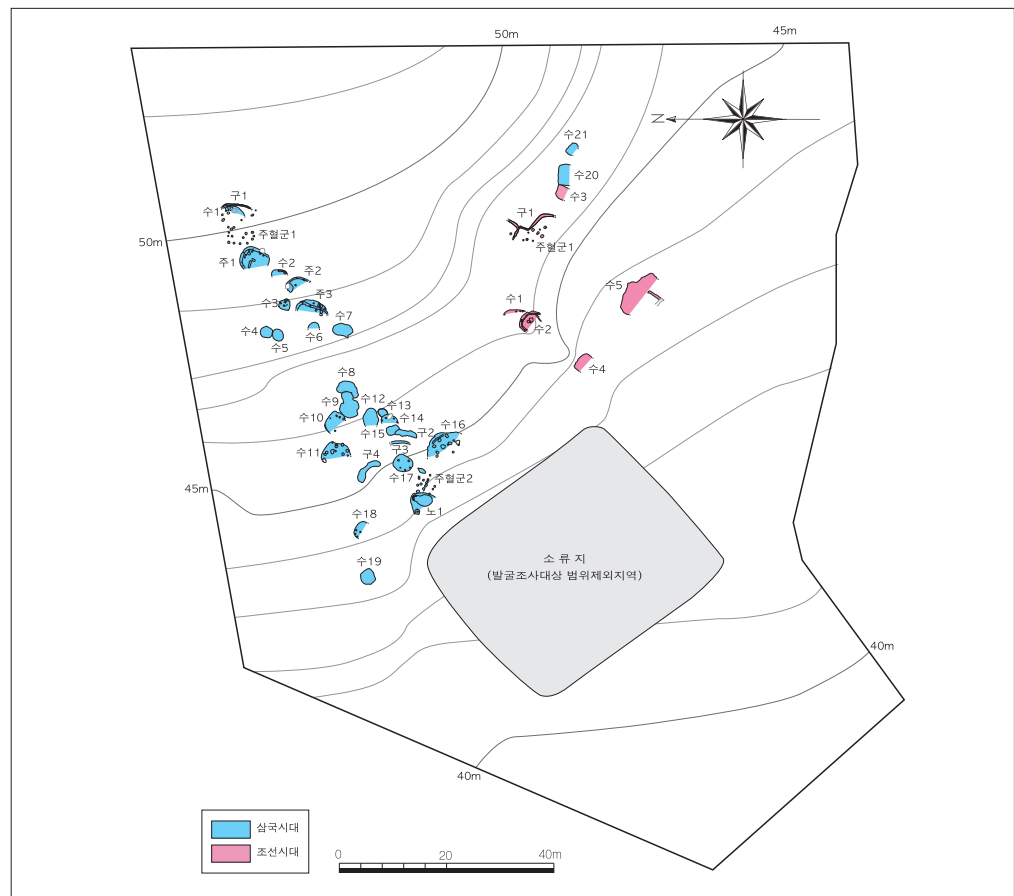 50m
45m
N
수21
수20
수3
구1
수1
구1
주혈군1
주혈군1
50m
주1
수2
주2
수5
수3
주3
수1
수7
수2
수4
수6
수5
수4
수8
수12
수9
수13
수10
수14
수16
수15
구2
수11
구4
구3
수17
주혈군2
45m
노1
수18
소 류 지
수19
(발굴조사대상 범위제외지역)
40m
40m
삼국시대
조선시대
0
20
40m